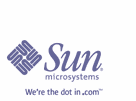 Sun
microsystems
We're the dot in .com™